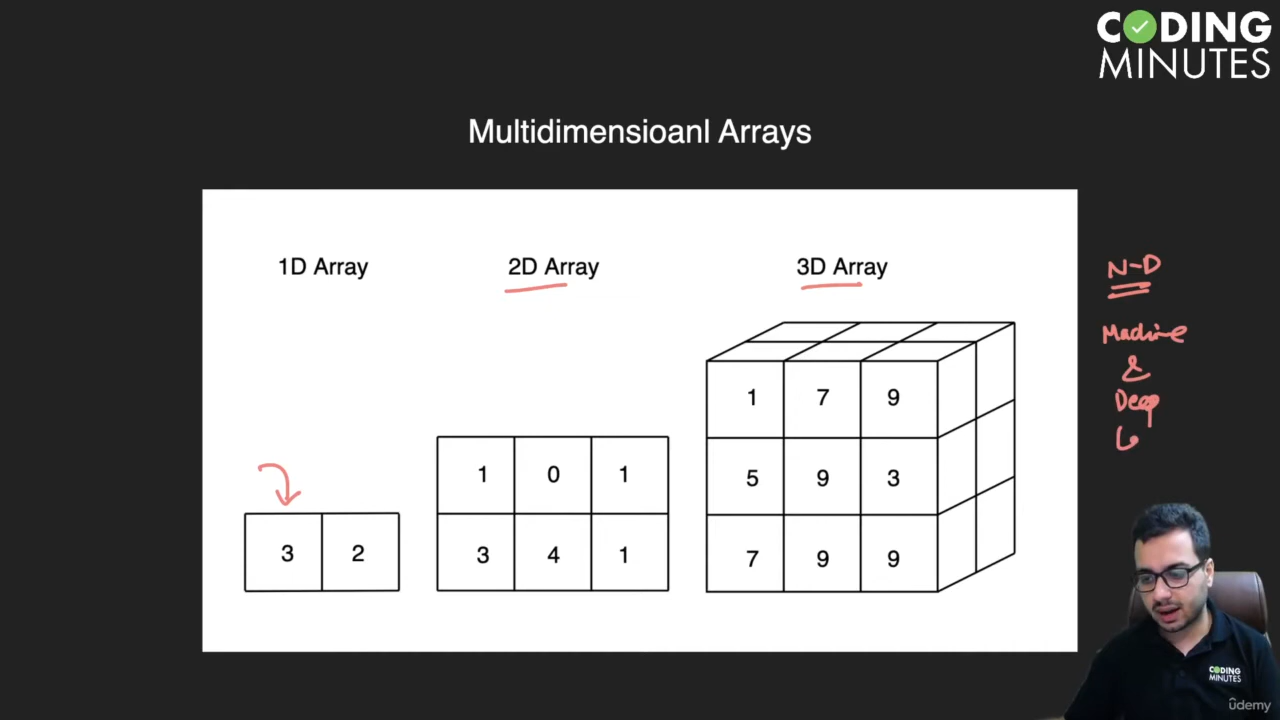 CODING
MINUTES
Multidimensioanl Arrays
1D Array
2D Array
3D Array
N-D
Machine
&
Deep
L
1 7 9
5 9 3
7 9 9
1 0 1
3 4 1
3 2
CODING
MINUTES
ûdemy